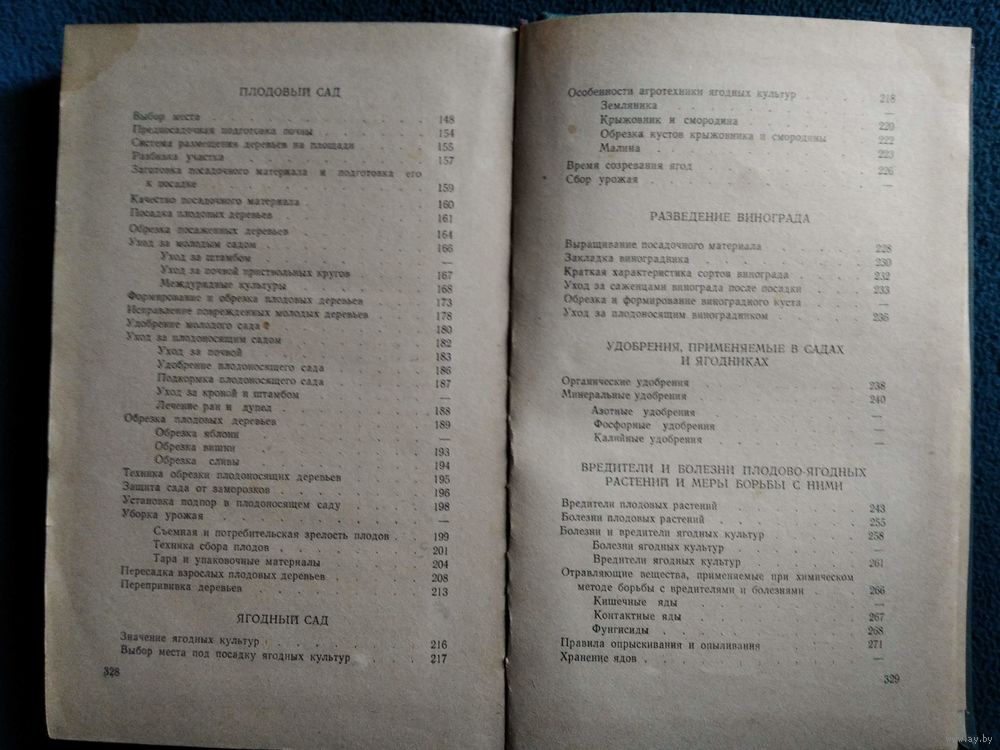 ПЛОДОВЫЙ САД
Выбор места . . . . . . . . . 148
Предпосадочная подготовка почвы . . . . . 154
Система размещения деревьев на площади . . . 155
Разбивка участка . . . . . . . . 157
Заготовка посадочного материала и подготовка его
к посадке . . . . . . . . . 159
Качество посадочного материала . . . . . 160
Посадка плодовых деревьев . . . . . . 161
Обрезка посаженных деревьев . . . . . 164
Уход за молодым садом . . . . . . . 166
Уход за штамбом . . . . . . . —
Уход за почвой приствольных кругов . . . 167
Междурядные культуры . . . . . . 168
Формирование и обрезка плодовых деревьев . . . 173
Исправление поврежденных молодых деревьев . . . 178
Удобрение молодого сада . . . . . . 180
Уход за плодоносящим садом . . . . . . 182
Уход за почвой . . . . . . . 183
Удобрение плодоносящего сада . . . . 186
Подкормка плодоносящего сада . . . . 187
Уход за кроной и штамбом . . . . . —
Лечение ран и дупел . . . . . . 188
Обрезка плодовых деревьев . . . . . . 189
Обрезка яблони . . . . . . . —
Обрезка вишни . . . . . . . 193
Обрезка сливы . . . . . . . 194
Техника обрезки плодоносящих деревьев . . . . 195
Защита сада от заморозков . . . . . . 196
Установка подпор в плодоносящем саду . . . . 198
Уборка урожая . . . . . . . . —
Съемная и потребительская зрелость плодов . . 199
Техника сбора плодов . . . . . . 201
Тара и упаковочные материалы . . . . 204
Пересадка взрослых плодовых деревьев . . . . 208
Перепрививка деревьев . . . . . . . 213
ЯГОДНЫЙ САД
Значение ягодных культур . . . . . . 216
Выбор места под посадку ягодных культур . . . 217
328
Особенности агротехники ягодных культур . . . 218
Земляника . . . . . . . . —
Крыжовник и смородина . . . . . 220
Обрезка кустов крыжовника и смородины . . 222
Малина . . . . . . . . 223
Время созревания ягод . . . . . . . 226
Сбор урожая . . . . . . . . —
РАЗВЕДЕНИЕ ВИНОГРАДА
Выращивание посадочного материала . . . . 228
Закладка виноградника . . . . . . . 230
Краткая характеристика сортов винограда . . . 232
Уход за саженцами винограда после посадки . . . 233
Обрезка и формирование виноградного куста . . . —
Уход за плодоносящим виноградником . . . . 236
УДОБРЕНИЯ, ПРИМЕНЯЕМЫЕ В САДАХ
И ЯГОДНИКАХ
Органические удобрения . . . . . . . 238
Минеральные удобрения . . . . . . . 240
Азотные удобрения . . . . . . —
Фосфорные удобрения . . . . . . —
Калийные удобрения . . . . . . —
ВРЕДИТЕЛИ И БОЛЕЗНИ ПЛОДОВО-ЯГОДНЫХ
РАСТЕНИЙ И МЕРЫ БОРЬБЫ С НИМИ
Вредители плодовых растений . . . . . 243
Болезни плодовых растений . . . . . . 255
Болезни и вредители ягодных культур . . . . 258
Болезни ягодных культур . . . . . —
Вредители ягодных культур . . . . . 261
Отравляющие вещества, применяемые при химическом
методе борьбы с вредителями и болезнями . . . 266
Кишечные яды . . . . . . . —
Контактные яды . . . . . . . 267
Фунгисиды . . . . . . . . 268
Правила опрыскивания и опыливания . . . . 271
Хранение ядов . . . . . . . . —
329
www.ay.by